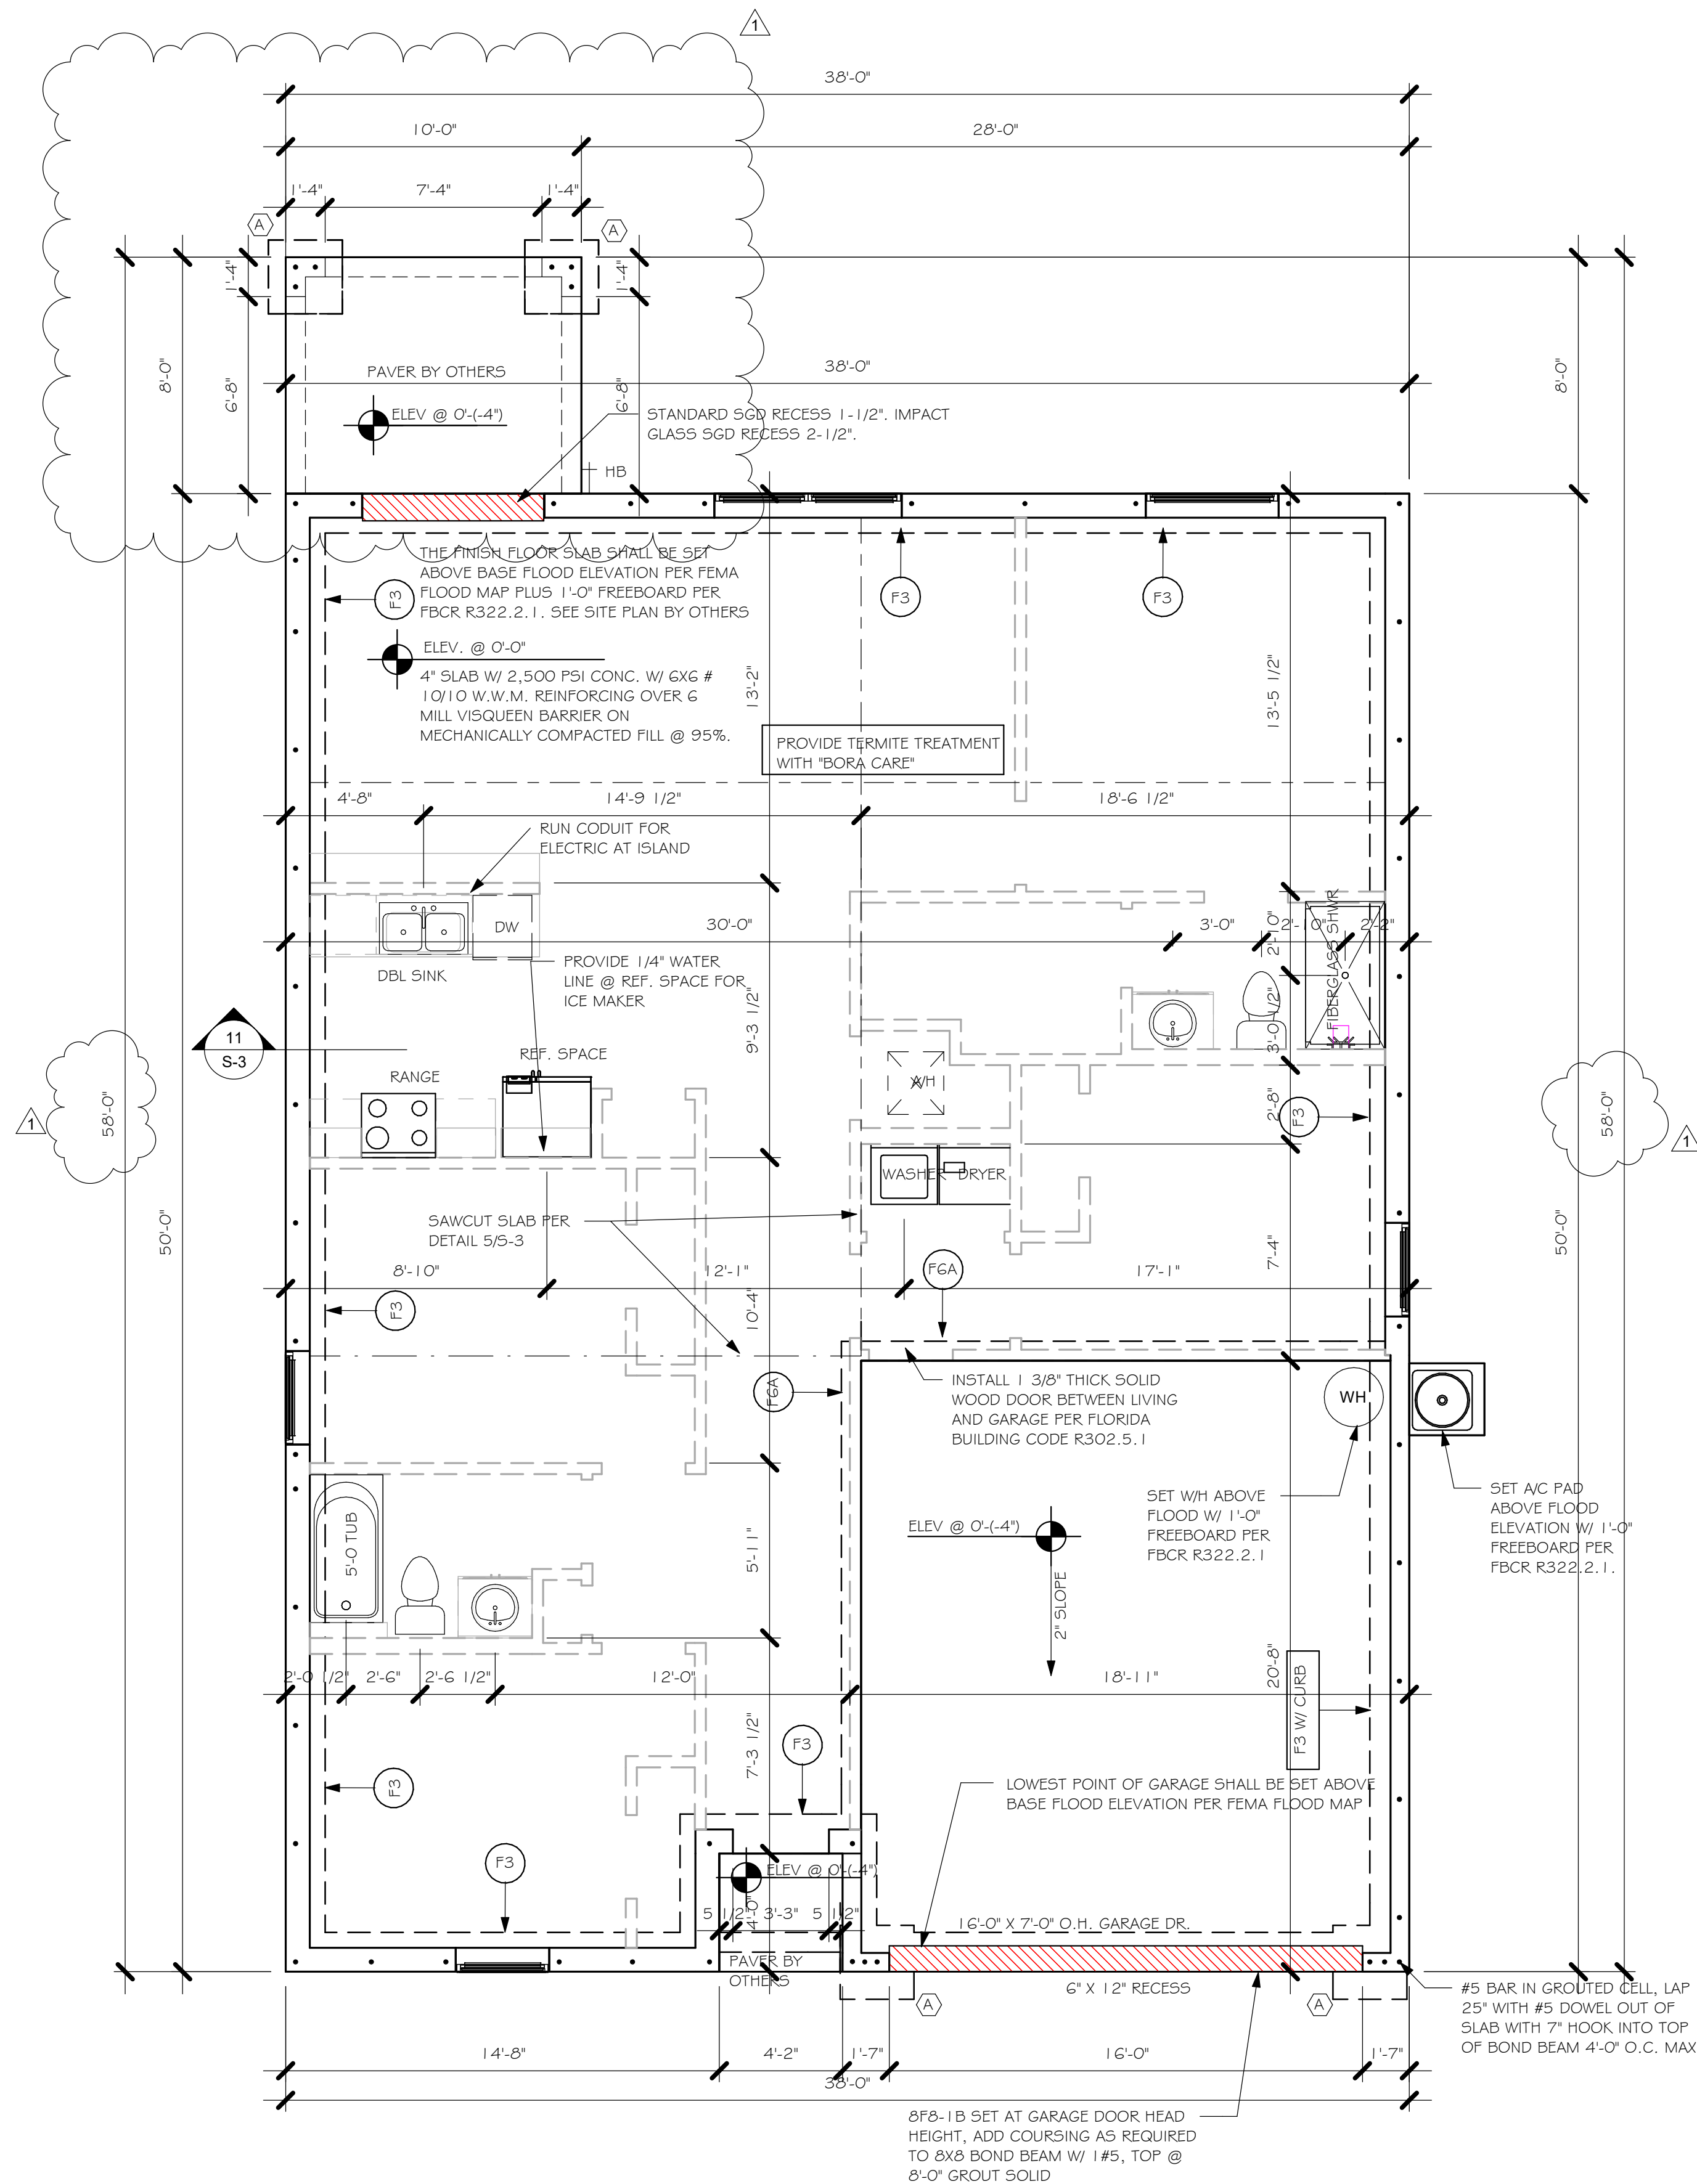 1
38'-0"
10'-0"
28'-0"
1'-4"
7'-4"
1'-4"
A
A
1'-4"
1'-4"
8'-0"
6'-8"
6'-8"
8'-0"
38'-0"
PAVER BY OTHERS
ELEV @ 0'-(-4")
STANDARD SGD RECESS 1-1/2". IMPACT
GLASS SGD RECESS 2-1/2".
HB
THE FINISH FLOOR SLAB SHALL BE SET
ABOVE BASE FLOOD ELEVATION PER FEMA
FLOOD MAP PLUS 1'-0" FREEBOARD PER
FBCR R322.2.1. SEE SITE PLAN BY OTHERS
F3
F3
F3
ELEV. @ 0'-0"
4" SLAB W/ 2,500 PSI CONC. W/ 6X6 #
10/10 W.W.M. REINFORCING OVER 6
MILL VISQUEEN BARRIER ON
MECHANICALLY COMPACTED FILL @ 95%.
13'-2"
13'-5 1/2"
PROVIDE TERMITE TREATMENT
WITH "BORA CARE"
4'-8"
14'-9 1/2"
18'-6 1/2"
RUN CODUIT FOR
ELECTRIC AT ISLAND
DW
30'-0"
3'-0"
2'-10"
2'-10"
2'-2"
DBL SINK
PROVIDE 1/4" WATER
LINE @ REF. SPACE FOR
ICE MAKER
9'-3 1/2"
FIBERGLASS SHWR
3'-0 1/2"
11
S-3
REF. SPACE
RANGE
A/H
2'-8"
F3
58'-0"
1
58'-0"
1
WASHER
DRYER
50'-0"
50'-0"
SAWCUT SLAB PER
DETAIL 5/S-3
7'-4"
8'-10"
12'-1"
17'-1"
F6A
10'-4"
F3
F6A
INSTALL 1 3/8" THICK SOLID
WOOD DOOR BETWEEN LIVING
AND GARAGE PER FLORIDA
BUILDING CODE R302.5.1
WH
SET W/H ABOVE
FLOOD W/ 1'-0"
FREEBOARD PER
FBCR R322.2.1
SET A/C PAD
ABOVE FLOOD
ELEVATION W/ 1'-0"
FREEBOARD PER
FBCR R322.2.1.
ELEV @ 0'-(-4")
2" SLOPE
5'-0 TUB
5'-11"
2'-0 1/2"
2'-6"
2'-6 1/2"
12'-0"
18'-11"
20'-8"
F3 W/ CURB
7'-3 1/2"
F3
F3
LOWEST POINT OF GARAGE SHALL BE SET ABOVE
BASE FLOOD ELEVATION PER FEMA FLOOD MAP
F3
ELEV @ 0'-(-4")
4'-0"
5 1/2"
3'-3"
5 1/2"
16'-0" X 7'-0" O.H. GARAGE DR.
PAVER BY
OTHERS
6" X 12" RECESS
A
A
#5 BAR IN GROUTED CELL, LAP
25" WITH #5 DOWEL OUT OF
SLAB WITH 7" HOOK INTO TOP
OF BOND BEAM 4'-0" O.C. MAX
14'-8"
4'-2"
1'-7"
16'-0"
1'-7"
38'-0"
8F8-1B SET AT GARAGE DOOR HEAD
HEIGHT, ADD COURSING AS REQUIRED
TO 8X8 BOND BEAM W/ 1#5, TOP @
8'-0" GROUT SOLID